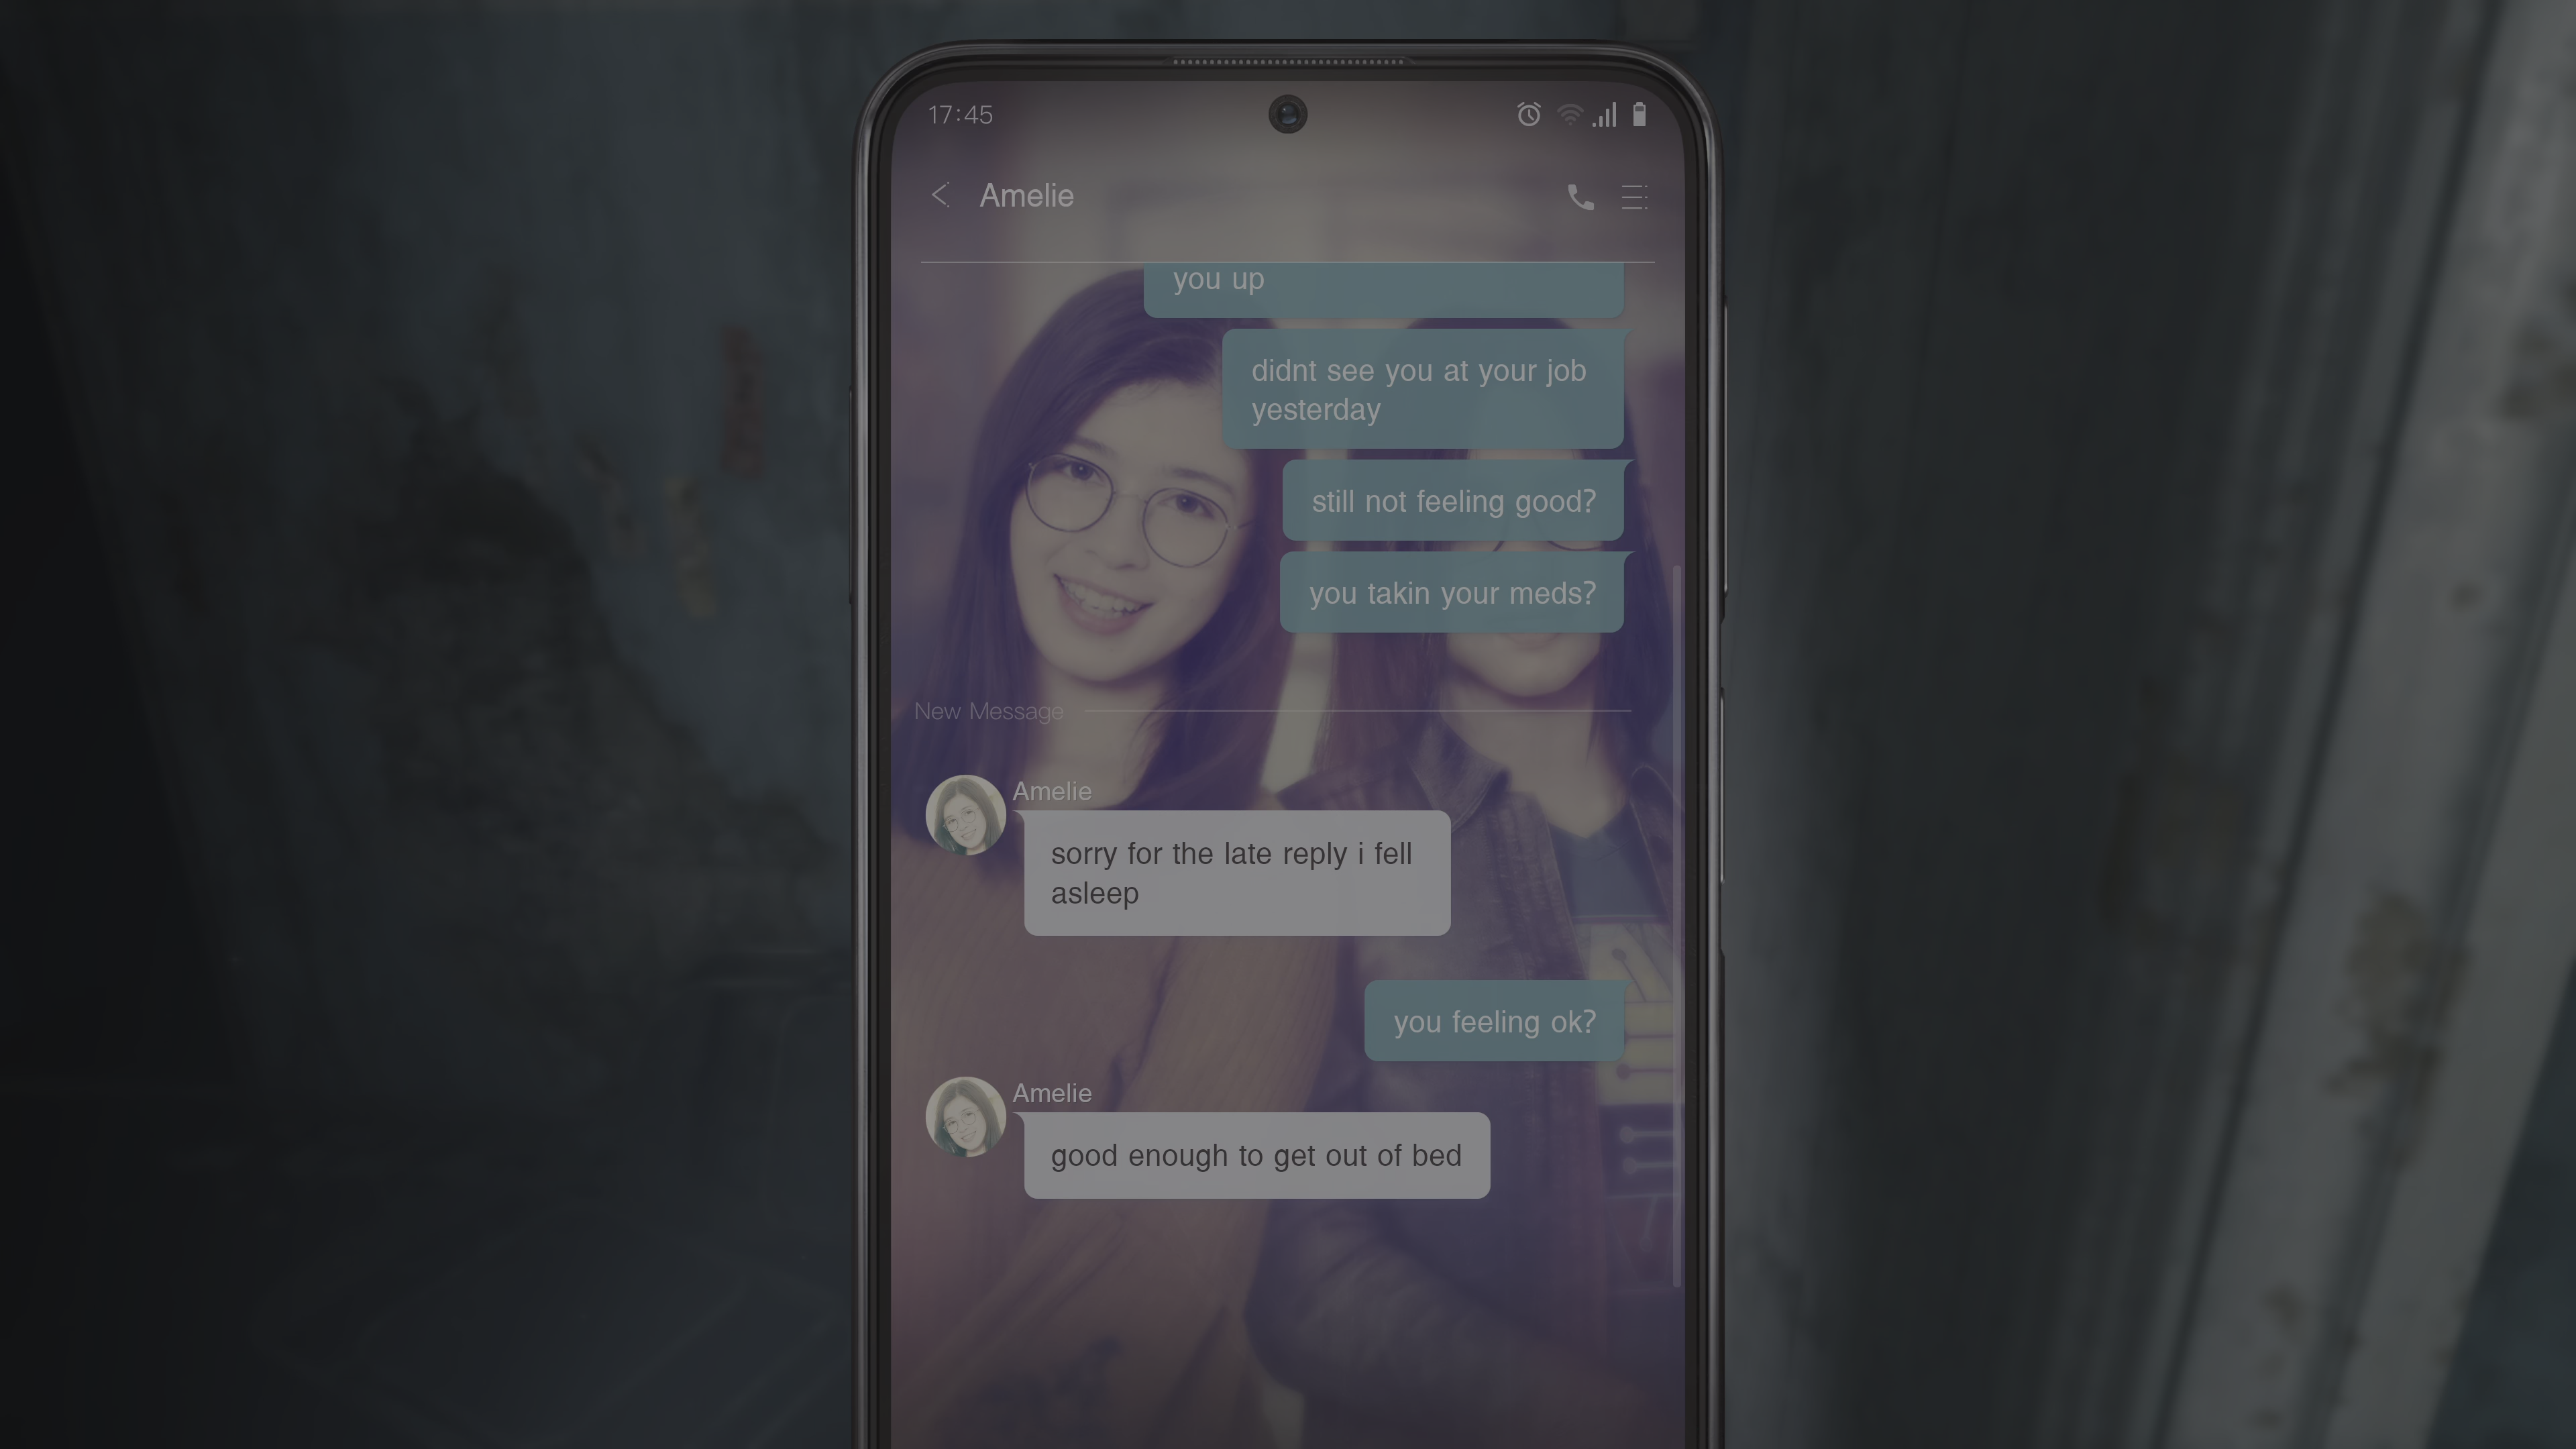 17:45
Amelie
you up
didnt see you at your job
yesterday
still not feeling good?
you takin your meds?
New Message
Amelie
sorry for the late reply i fell
asleep
you feeling ok?
Amelie
good enough to get out of bed